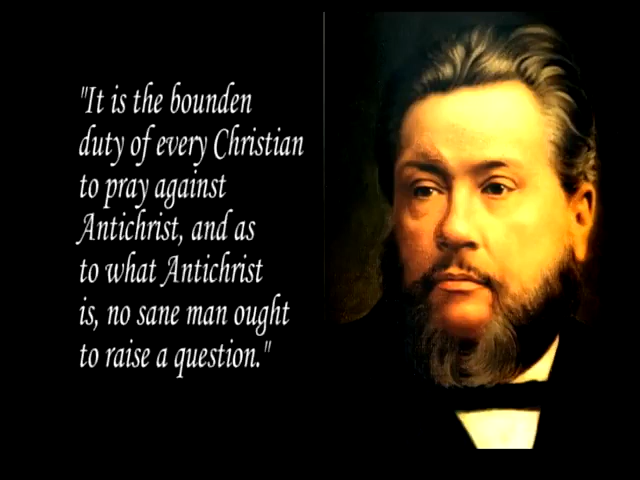 "It is the bounden
duty of every Christian
to pray against
Antichrist, and as
to what Antichrist
is, no sane man ought
to raise a question."